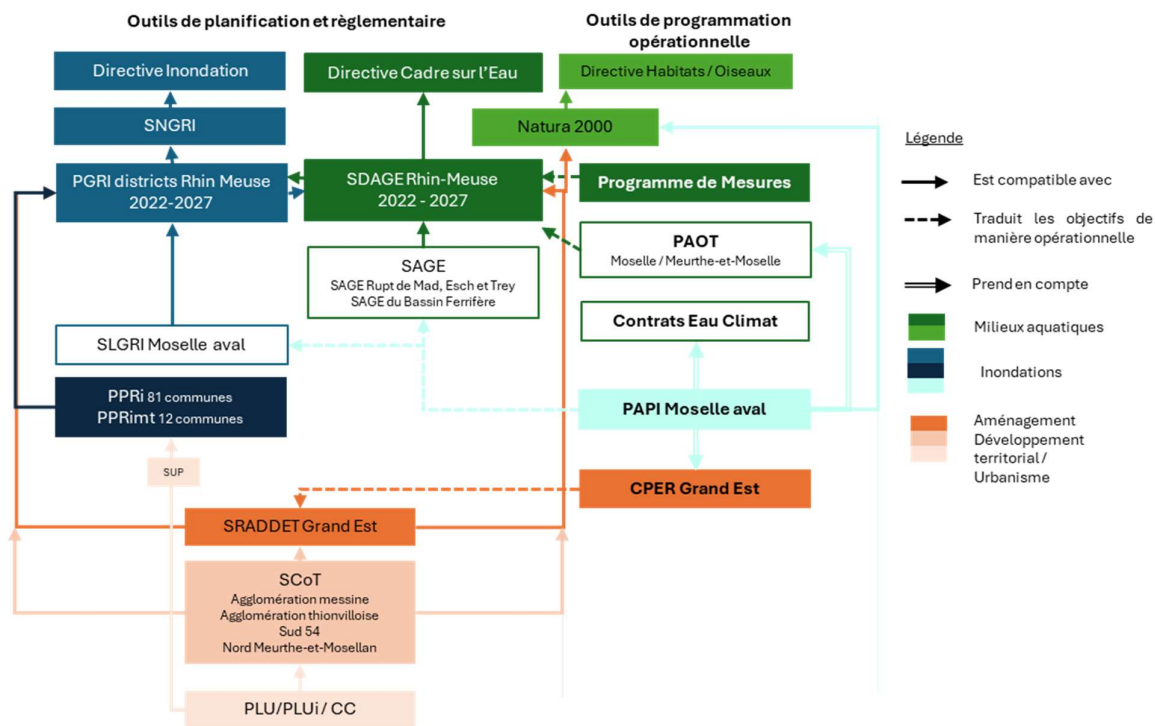 Outils de planification et règlementaire
Outils de programmation
opérationnelle
Directive Inondation
Directive Cadre sur l'Eau
Directive Habitats / Oiseaux
SNGRI
Natura 2000
PGRI districts Rhin Meuse
2022-2027
SDAGE Rhin-Meuse
2022 - 2027
Programme de Mesures
PAOT
Moselle / Meurthe-et-Moselle
SAGE
SAGE Rupt de Mad, Esch et Trey
SAGE du Bassin Ferrifère
Contrats Eau Climat
SLGRI Moselle aval
PPRi 81 communes
PPRimt 12 communes
PAPI Moselle aval
SUP
CPER Grand Est
SRADDET Grand Est
SCoT
Agglomération messine
Agglomération thionvilloise
Sud 54
Nord Meurthe-et-Mosellan
PLU/PLUi / CC
Légende
Est compatible avec
Traduit les objectifs de
manière opérationnelle
Prend en compte
Milieux aquatiques
Inondations
Aménagement
Développement
territorial /
Urbanisme